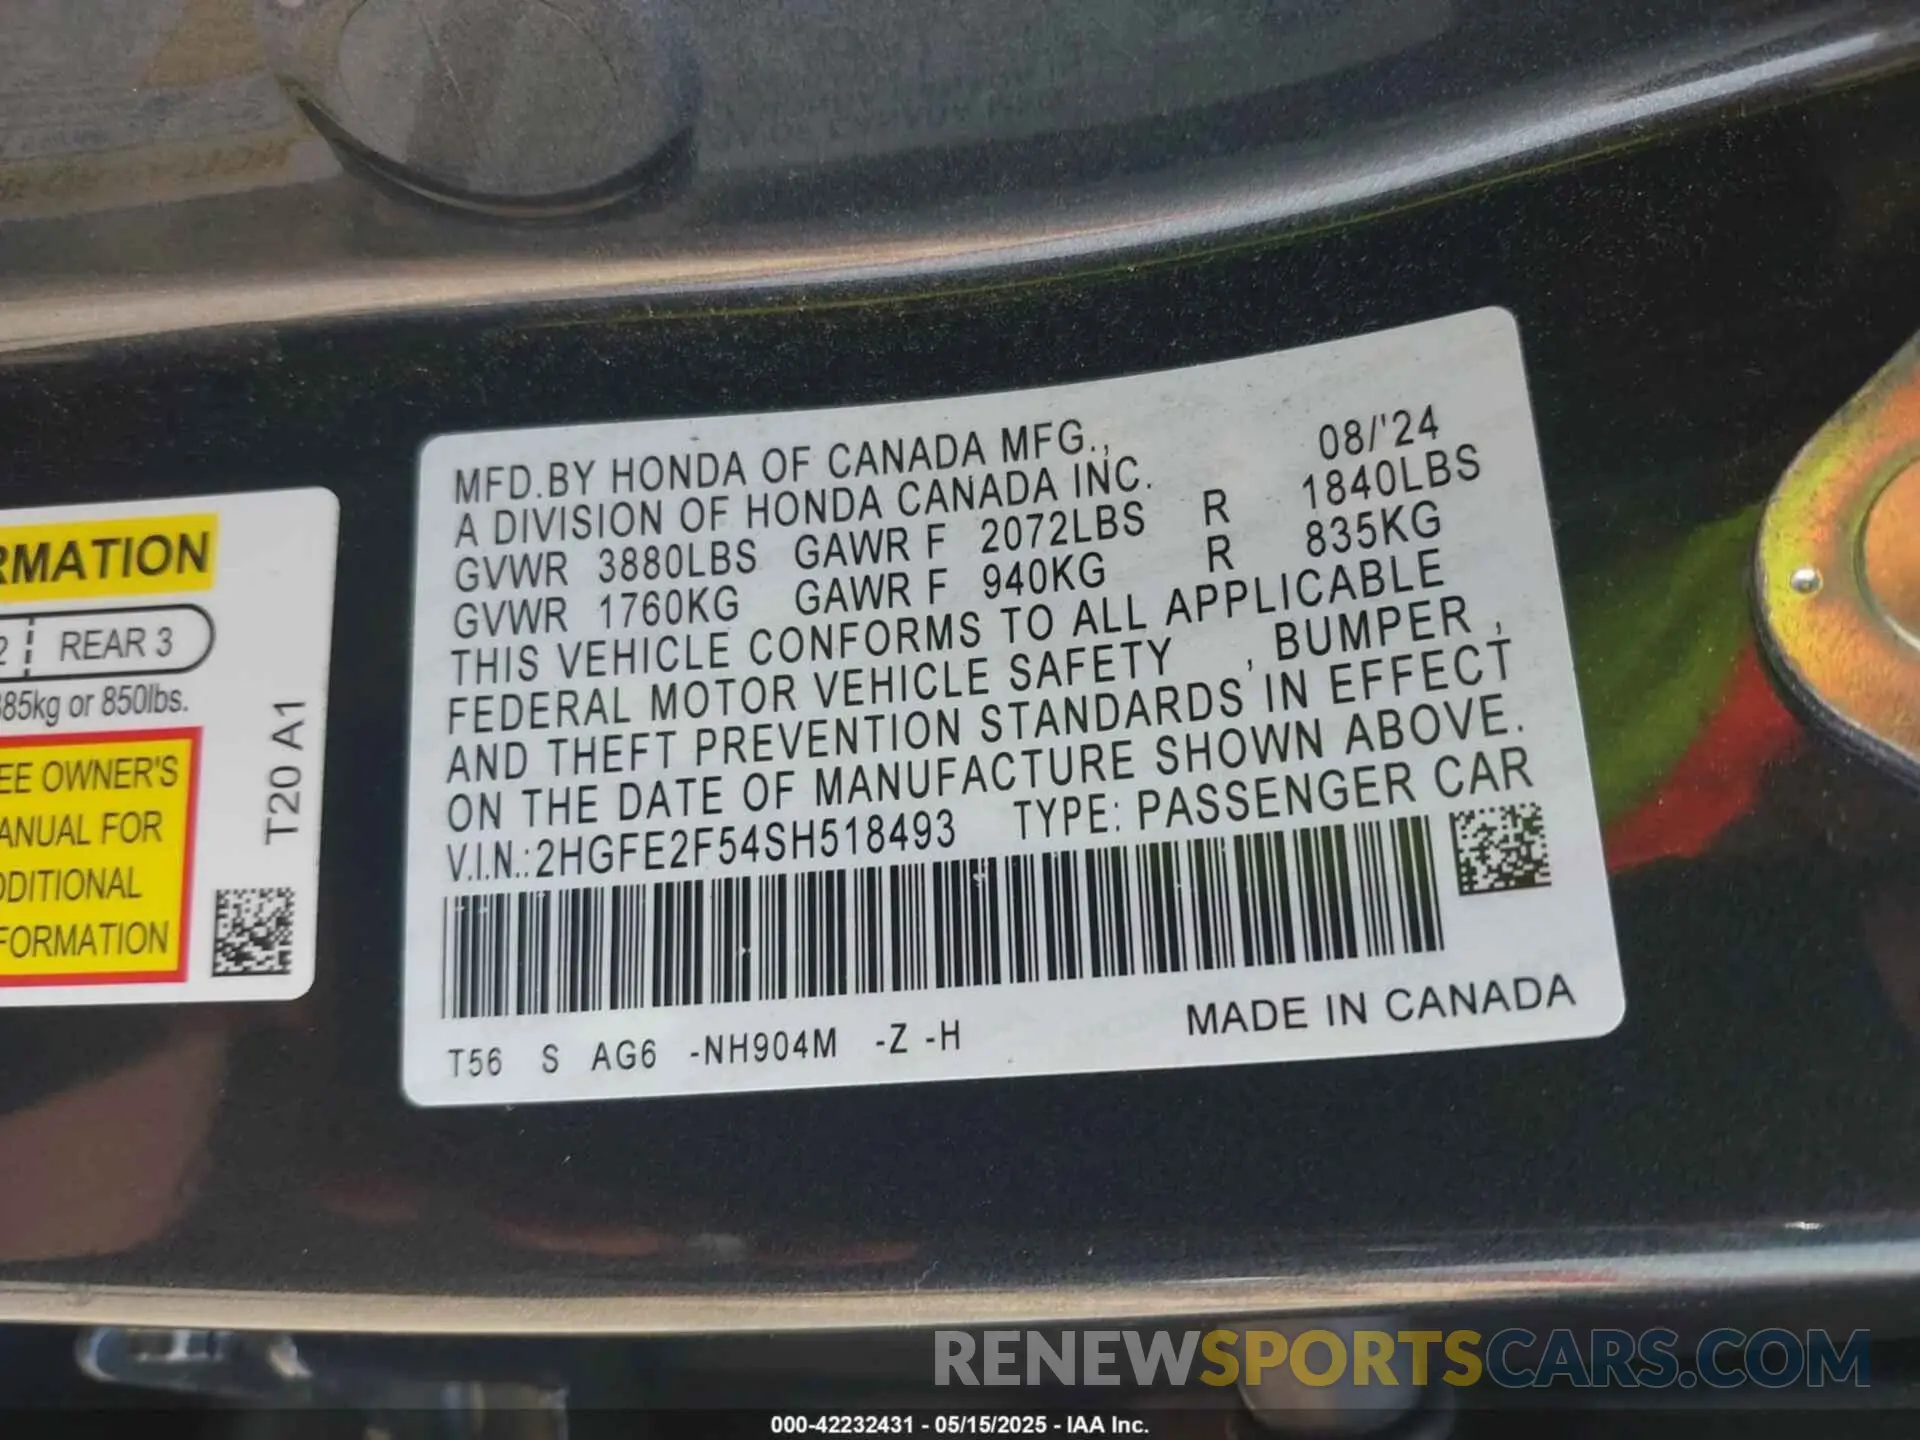 MFD.BY HONDA OF CANADA MFG., 08/'24
A DIVISION OF HONDA CANADA INC.
GVWR 3880LBS GAWR F 2072LBS R 1840LBS
GVWR 1760KG GAWR F 940KG R 835KG
THIS VEHICLE CONFORMS TO ALL APPLICABLE
FEDERAL MOTOR VEHICLE SAFETY , BUMPER ,
AND THEFT PREVENTION STANDARDS IN EFFECT
ON THE DATE OF MANUFACTURE SHOWN ABOVE.
V.I.N.:2HGFE2F54SH518493 TYPE: PASSENGER CAR
MADE IN CANADA
T56 S AG6 -NH904M -Z -H
RMATION
2 REAR 3
385kg or 850lbs.
EE OWNER'S
ANUAL FOR
DDITIONAL
FORMATION
T20 A1
RENEWSPORTSCARS.COM
000-42232431 - 05/15/2025 - IAA Inc.